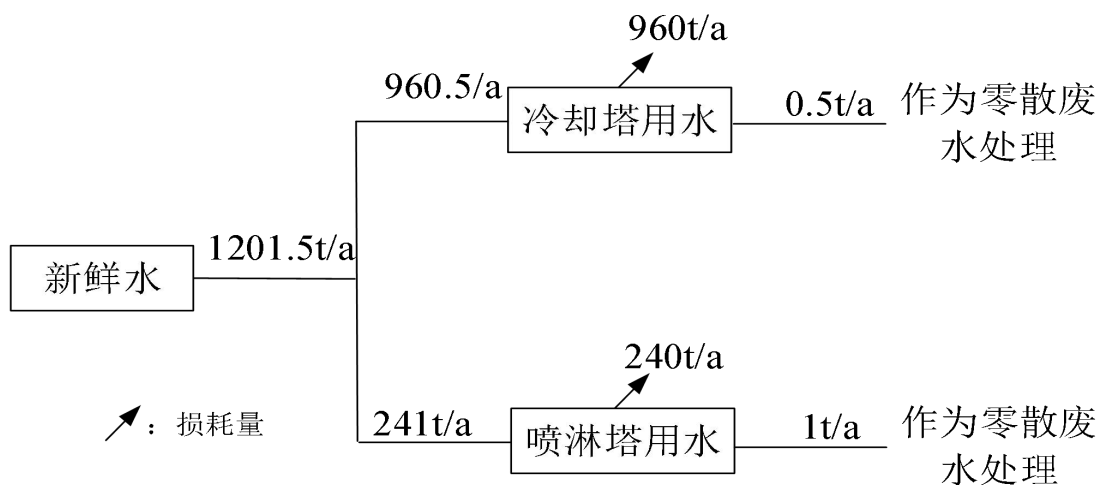 960t/a
960.5/a
冷却塔用水
0.5t/a
作为零散废
水处理
1201.5t/a
新鲜水
240t/a
241t/a
喷淋塔用水
1t/a
作为零散废
水处理
：损耗量